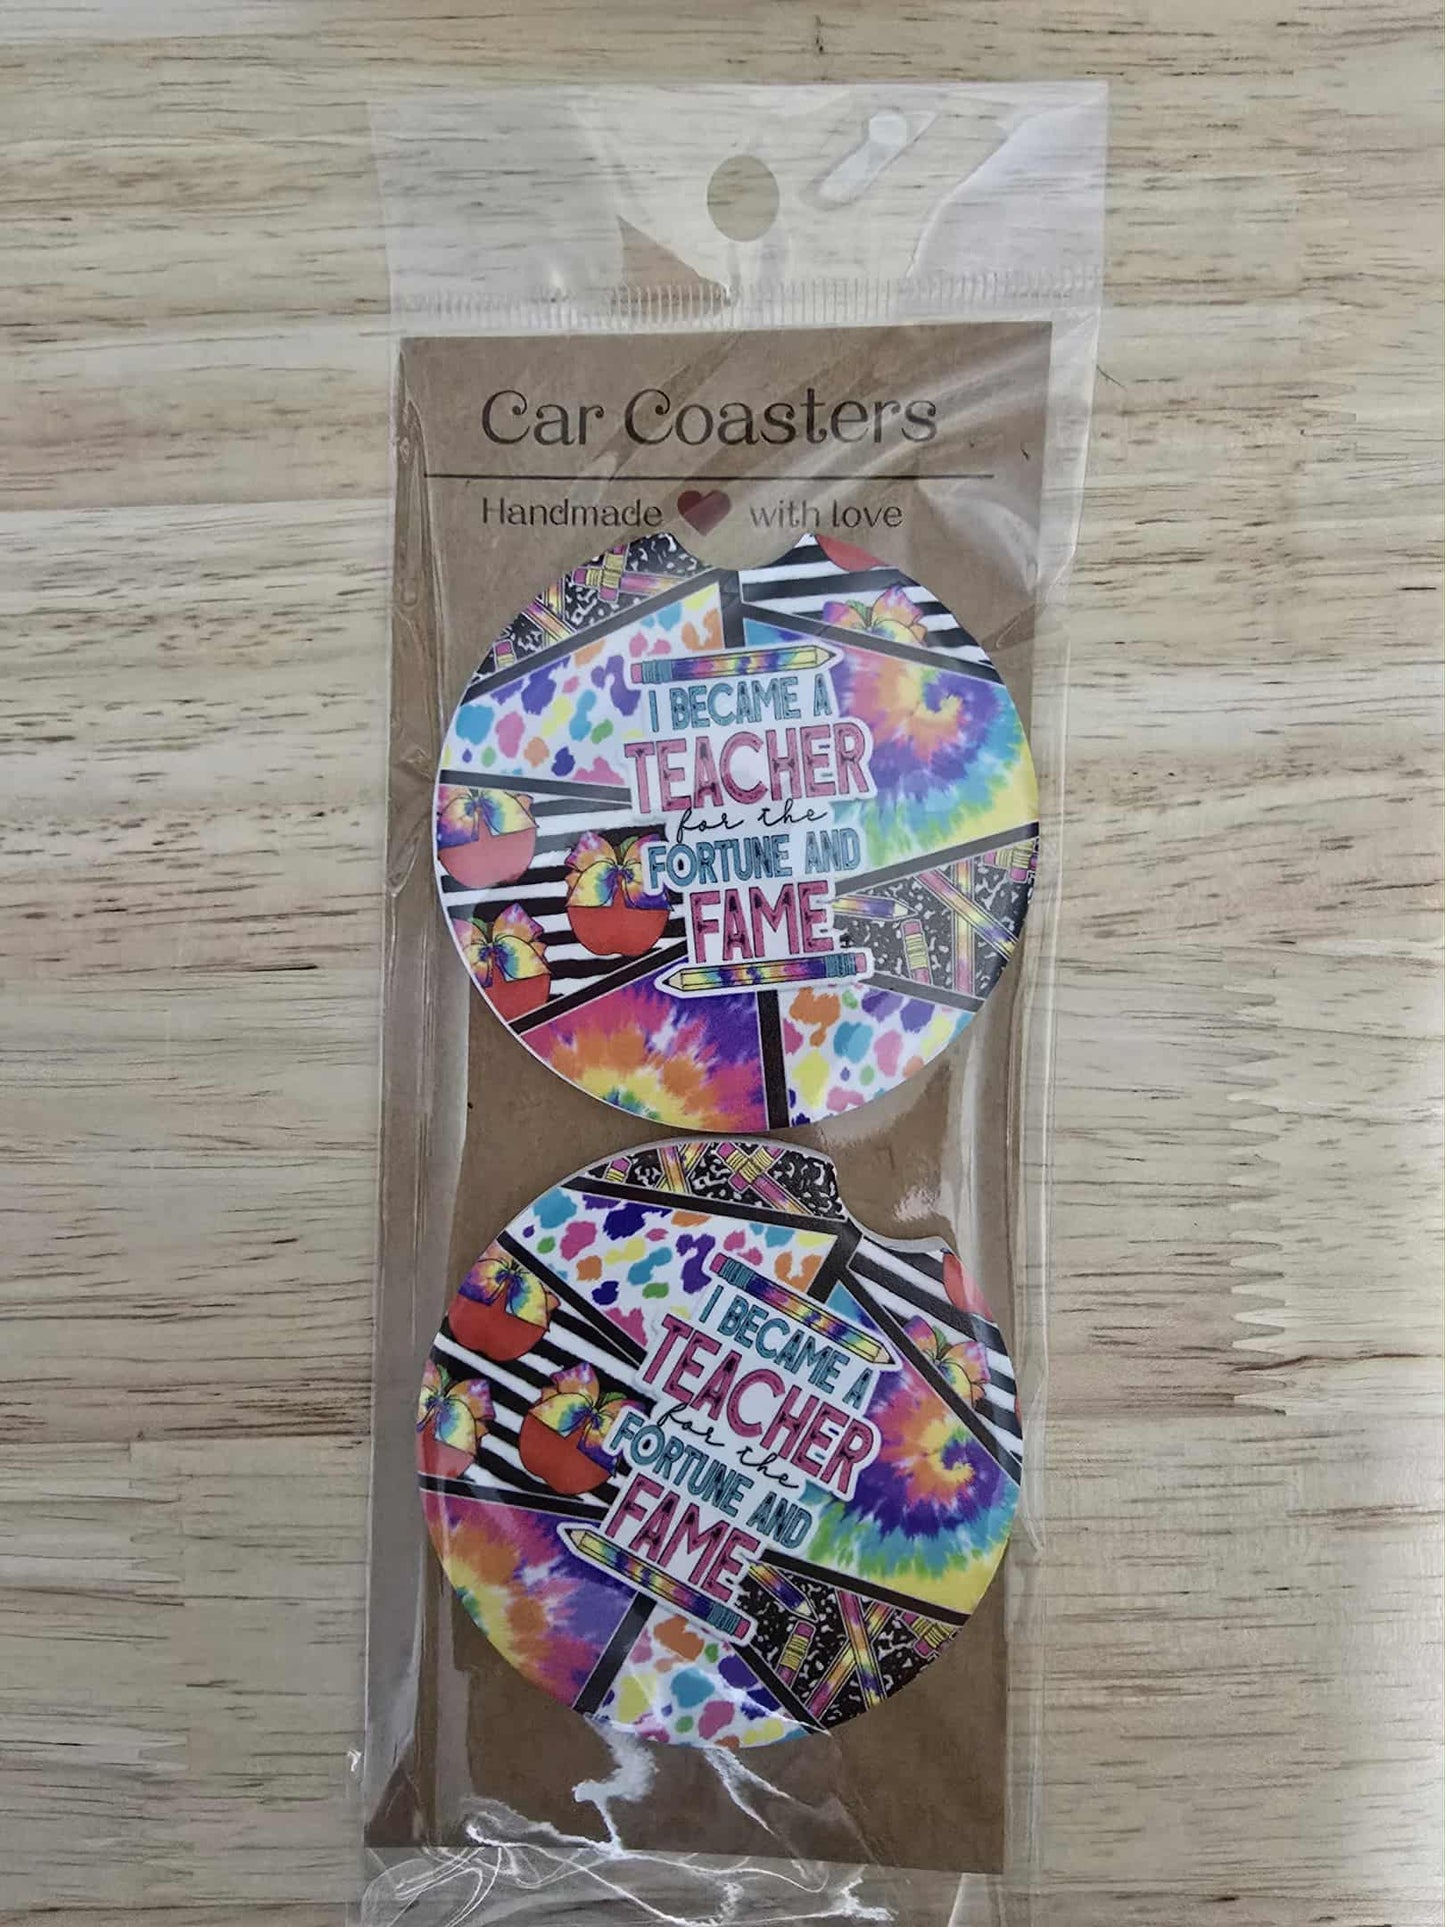 Car Coasters
Handmade with love
I BECAME A
TEACHER
for the
FORTUNE AND
FAME
I BECAME A
TEACHER
for the
FORTUNE AND
FAME